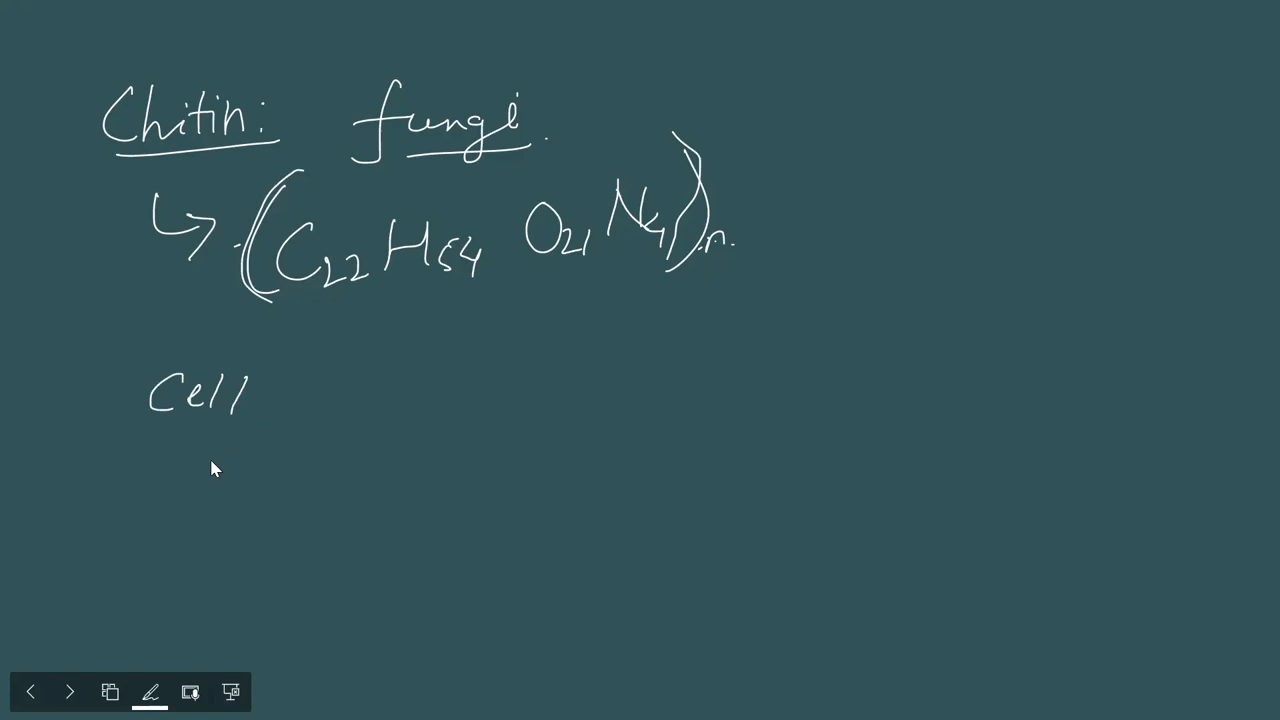 Chitin: fungi.
↳ (C₂₂ H₅₄ O₂₁ N₄)n.
Cell